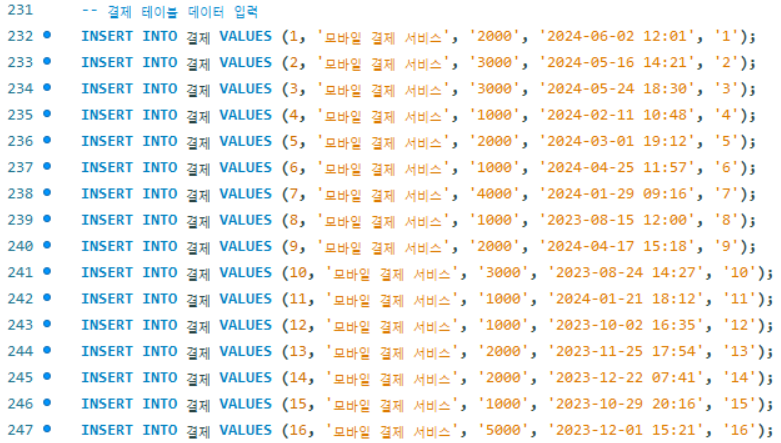 231 -- 결제 테이블 데이터 입력
232 INSERT INTO 결제 VALUES (1, '모바일 결제 서비스', '2000', '2024-06-02 12:01', '1');
233 INSERT INTO 결제 VALUES (2, '모바일 결제 서비스', '3000', '2024-05-16 14:21', '2');
234 INSERT INTO 결제 VALUES (3, '모바일 결제 서비스', '3000', '2024-05-24 18:30', '3');
235 INSERT INTO 결제 VALUES (4, '모바일 결제 서비스', '1000', '2024-02-11 10:48', '4');
236 INSERT INTO 결제 VALUES (5, '모바일 결제 서비스', '2000', '2024-03-01 19:12', '5');
237 INSERT INTO 결제 VALUES (6, '모바일 결제 서비스', '1000', '2024-04-25 11:57', '6');
238 INSERT INTO 결제 VALUES (7, '모바일 결제 서비스', '4000', '2024-01-29 09:16', '7');
239 INSERT INTO 결제 VALUES (8, '모바일 결제 서비스', '1000', '2023-08-15 12:00', '8');
240 INSERT INTO 결제 VALUES (9, '모바일 결제 서비스', '2000', '2024-04-17 15:18', '9');
241 INSERT INTO 결제 VALUES (10, '모바일 결제 서비스', '3000', '2023-08-24 14:27', '10');
242 INSERT INTO 결제 VALUES (11, '모바일 결제 서비스', '1000', '2024-01-21 18:12', '11');
243 INSERT INTO 결제 VALUES (12, '모바일 결제 서비스', '1000', '2023-10-02 16:35', '12');
244 INSERT INTO 결제 VALUES (13, '모바일 결제 서비스', '2000', '2023-11-25 17:54', '13');
245 INSERT INTO 결제 VALUES (14, '모바일 결제 서비스', '2000', '2023-12-22 07:41', '14');
246 INSERT INTO 결제 VALUES (15, '모바일 결제 서비스', '1000', '2023-10-29 20:16', '15');
247 INSERT INTO 결제 VALUES (16, '모바일 결제 서비스', '5000', '2023-12-01 15:21', '16');